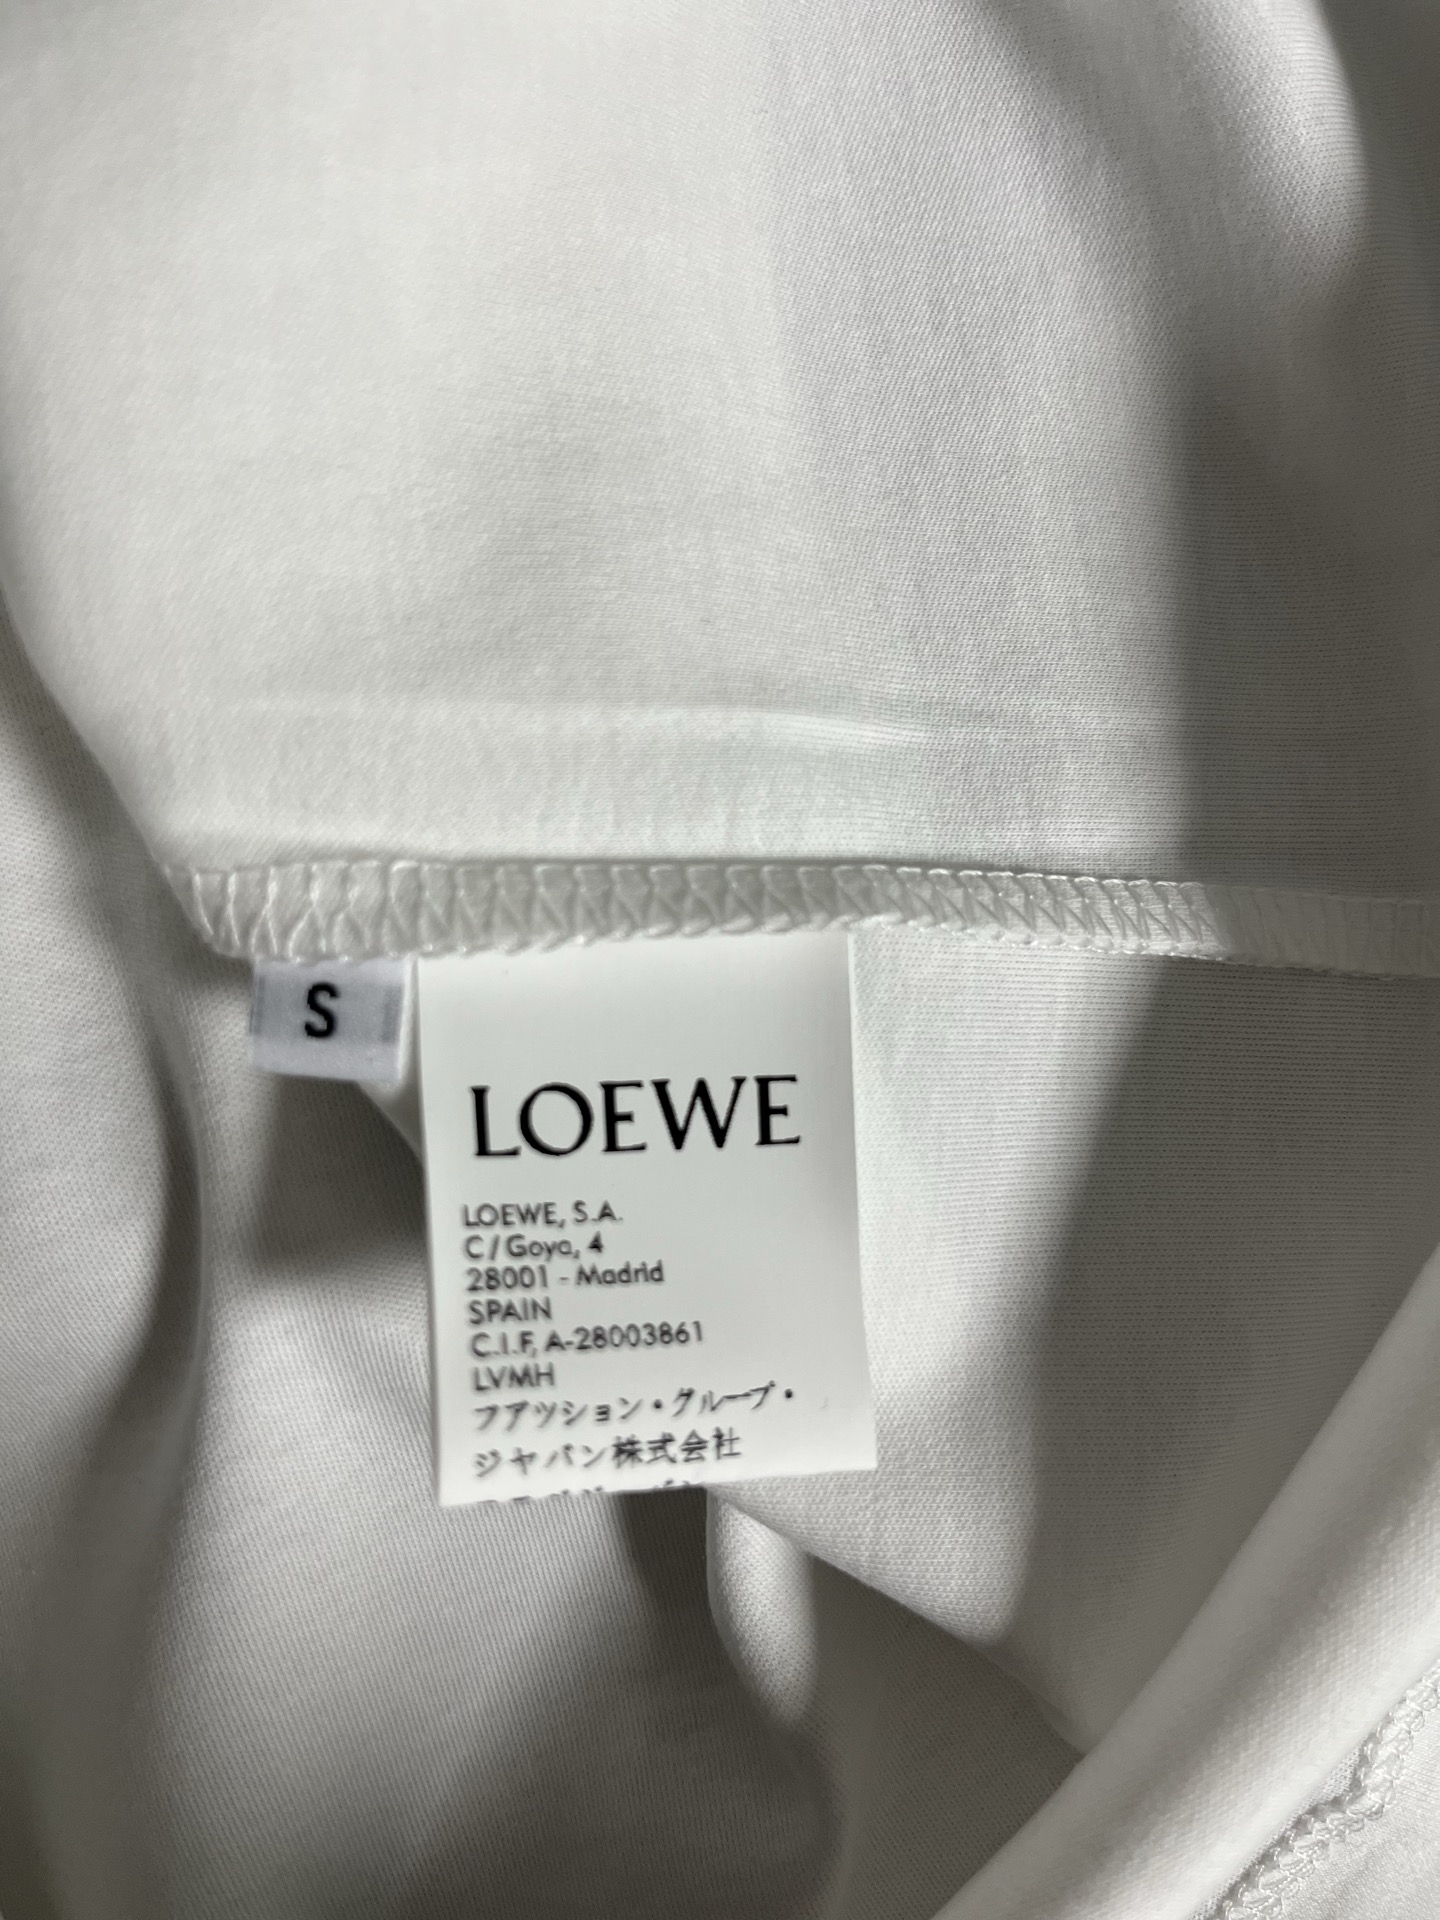 S
LOEWE
LOEWE, S.A.
C/Goya, 4
28001 - Madrid
SPAIN
C.I.F, A-28003861
LVMH
フアツション・グループ・
ジヤパン株式会社